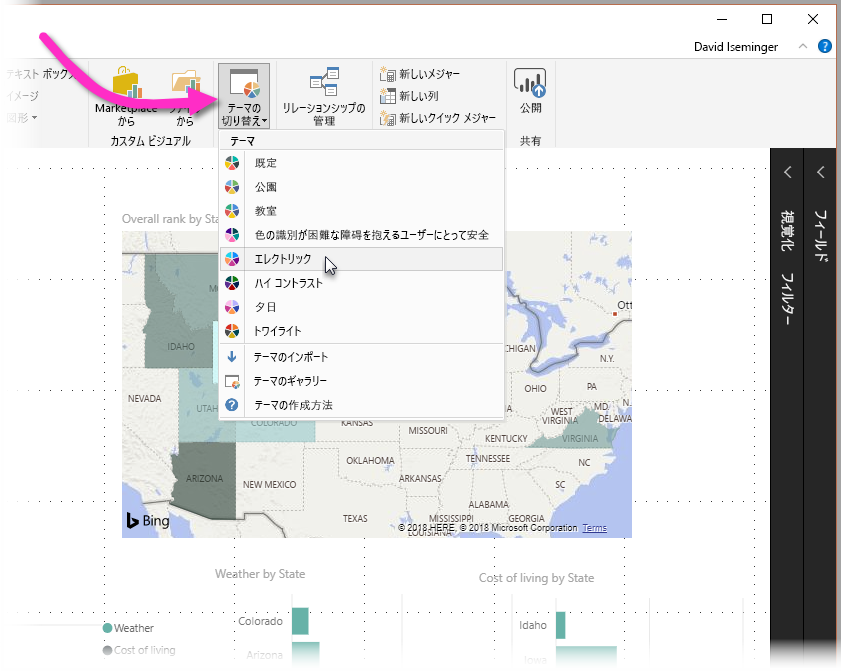 David Iseminger
?
テキスト ボックス
イメージ
図形
Marketplace
から
から
カスタム ビジュアル
テーマの
切り替え
リレーションシップの
管理
新しいメジャー
新しい列
新しいクイック メジャー
公開
共有
テーマ
既定
公園
教室
色の識別が困難な障碍を抱えるユーザーにとって安全
エレクトリック
ハイ コントラスト
夕日
トワイライト
テーマのインポート
テーマのギャラリー
テーマの作成方法
視覚化
フィルター
フィールド
Overall rank by Sta
IDAHO
NEVADA
UTAH
COLORADO
ARIZONA
NEW MEXICO
KANSAS
OKLAHOMA
TEXAS
MISSOURI
ARKANSAS
LOUISIANA
MISSISSIPPI
ALABAMA
GEORGIA
TENNESSEE
KENTUCKY
CHIGAN
OHIO
WEST
VIRGINIA
VIRGINIA
PA
N.Y.
MD
N.
DELAWA
NC
SC
Ott
Bing
© 2018 HERE, © 2018 Microsoft Corporation Terms
Weather by State
Cost of living by State
Weather
Cost of living
Colorado
Arizona
Idaho
Iowa